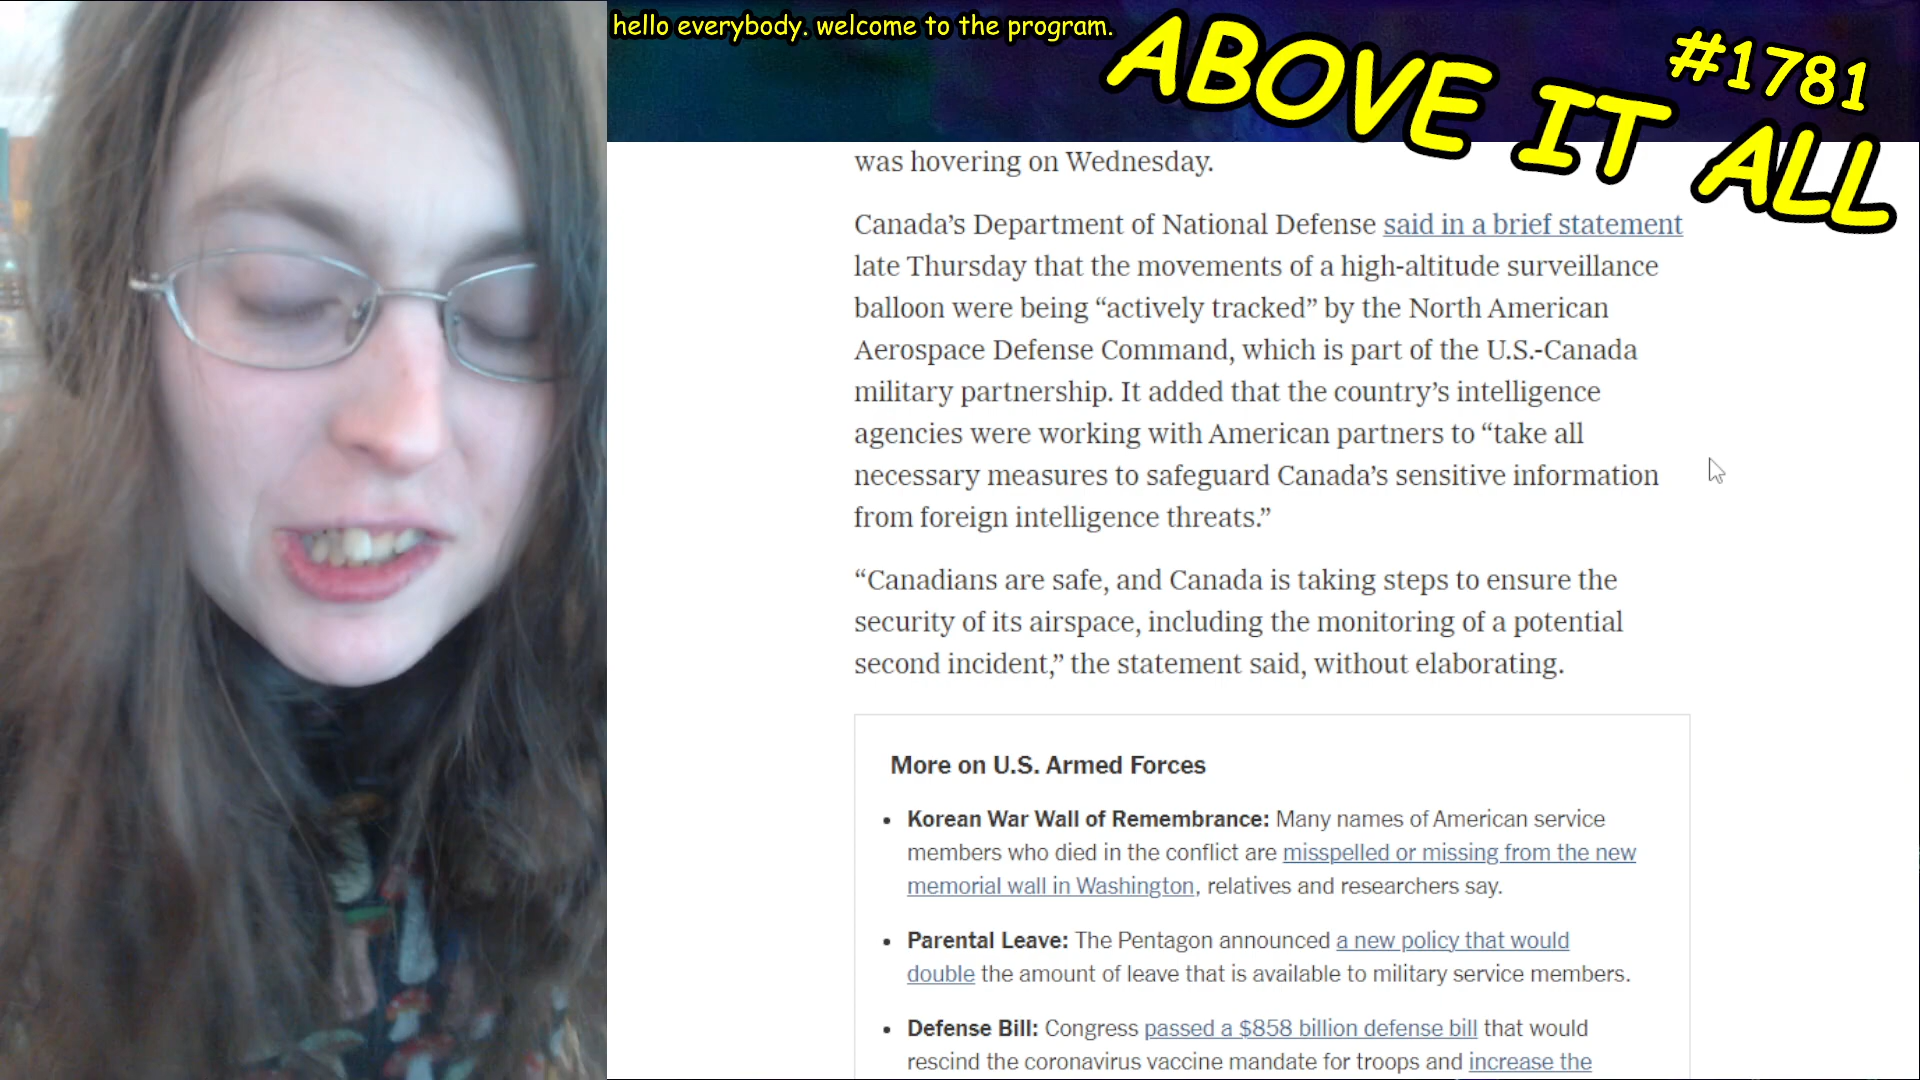 hello everybody. welcome to the program.
ABOVE IT ALL
#1781
was hovering on Wednesday.
Canada’s Department of National Defense said in a brief statement
late Thursday that the movements of a high-altitude surveillance
balloon were being “actively tracked” by the North American
Aerospace Defense Command, which is part of the U.S.-Canada
military partnership. It added that the country’s intelligence
agencies were working with American partners to “take all
necessary measures to safeguard Canada’s sensitive information
from foreign intelligence threats.”
“Canadians are safe, and Canada is taking steps to ensure the
security of its airspace, including the monitoring of a potential
second incident,” the statement said, without elaborating.
More on U.S. Armed Forces
• Korean War Wall of Remembrance: Many names of American service
members who died in the conflict are misspelled or missing from the new
memorial wall in Washington, relatives and researchers say.
• Parental Leave: The Pentagon announced a new policy that would
double the amount of leave that is available to military service members.
• Defense Bill: Congress passed a $858 billion defense bill that would
rescind the coronavirus vaccine mandate for troops and increase the